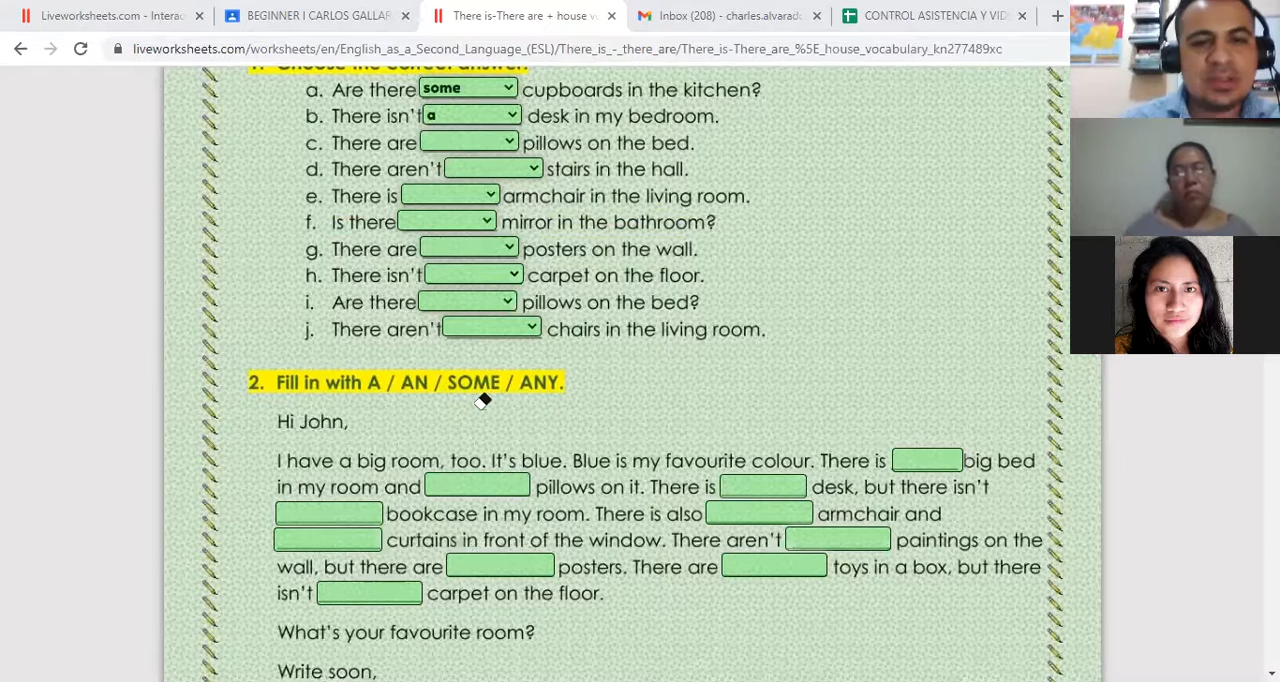 Liveworksheets.com - Interac
BEGINNER I CARLOS GALLAR
There is-There are + house v
Inbox (208) - charles.alvarad
CONTROL ASISTENCIA Y VID
liveworksheets.com/worksheets/en/English_as_a_Second_Language_(ESL)/There_is_-_there_are/There_is-There_are_%5E_house_vocabulary_kn277489xc
1. Choose the correct answer.
a. Are there some cupboards in the kitchen?
b. There isn't a desk in my bedroom.
c. There are pillows on the bed.
d. There aren't stairs in the hall.
e. There is armchair in the living room.
f. Is there mirror in the bathroom?
g. There are posters on the wall.
h. There isn't carpet on the floor.
i. Are there pillows on the bed?
j. There aren't chairs in the living room.
2. Fill in with A / AN / SOME / ANY.
Hi John,
I have a big room, too. It's blue. Blue is my favourite colour. There is big bed
in my room and pillows on it. There is desk, but there isn't
bookcase in my room. There is also armchair and
curtains in front of the window. There aren't paintings on the
wall, but there are posters. There are toys in a box, but there
isn't carpet on the floor.
What's your favourite room?
Write soon,